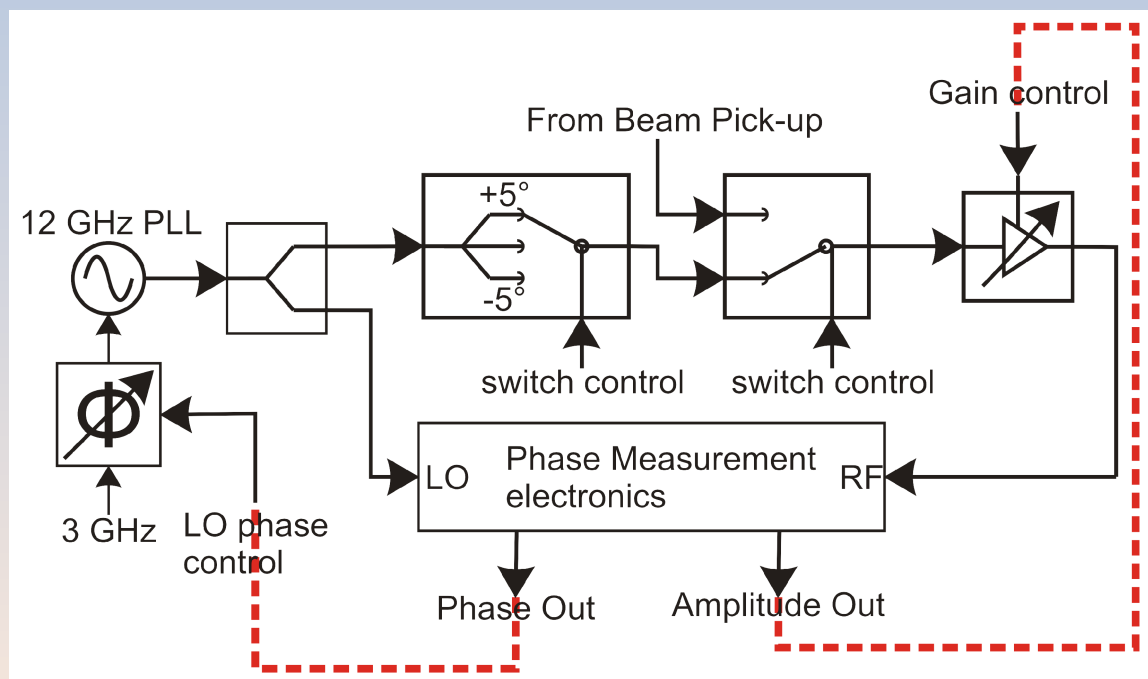 Gain control
From Beam Pick-up
12 GHz PLL
+5°
-5°
switch control
switch control
LO
Phase Measurement
electronics
RF
3 GHz
LO phase
control
Φ
Phase Out
Amplitude Out